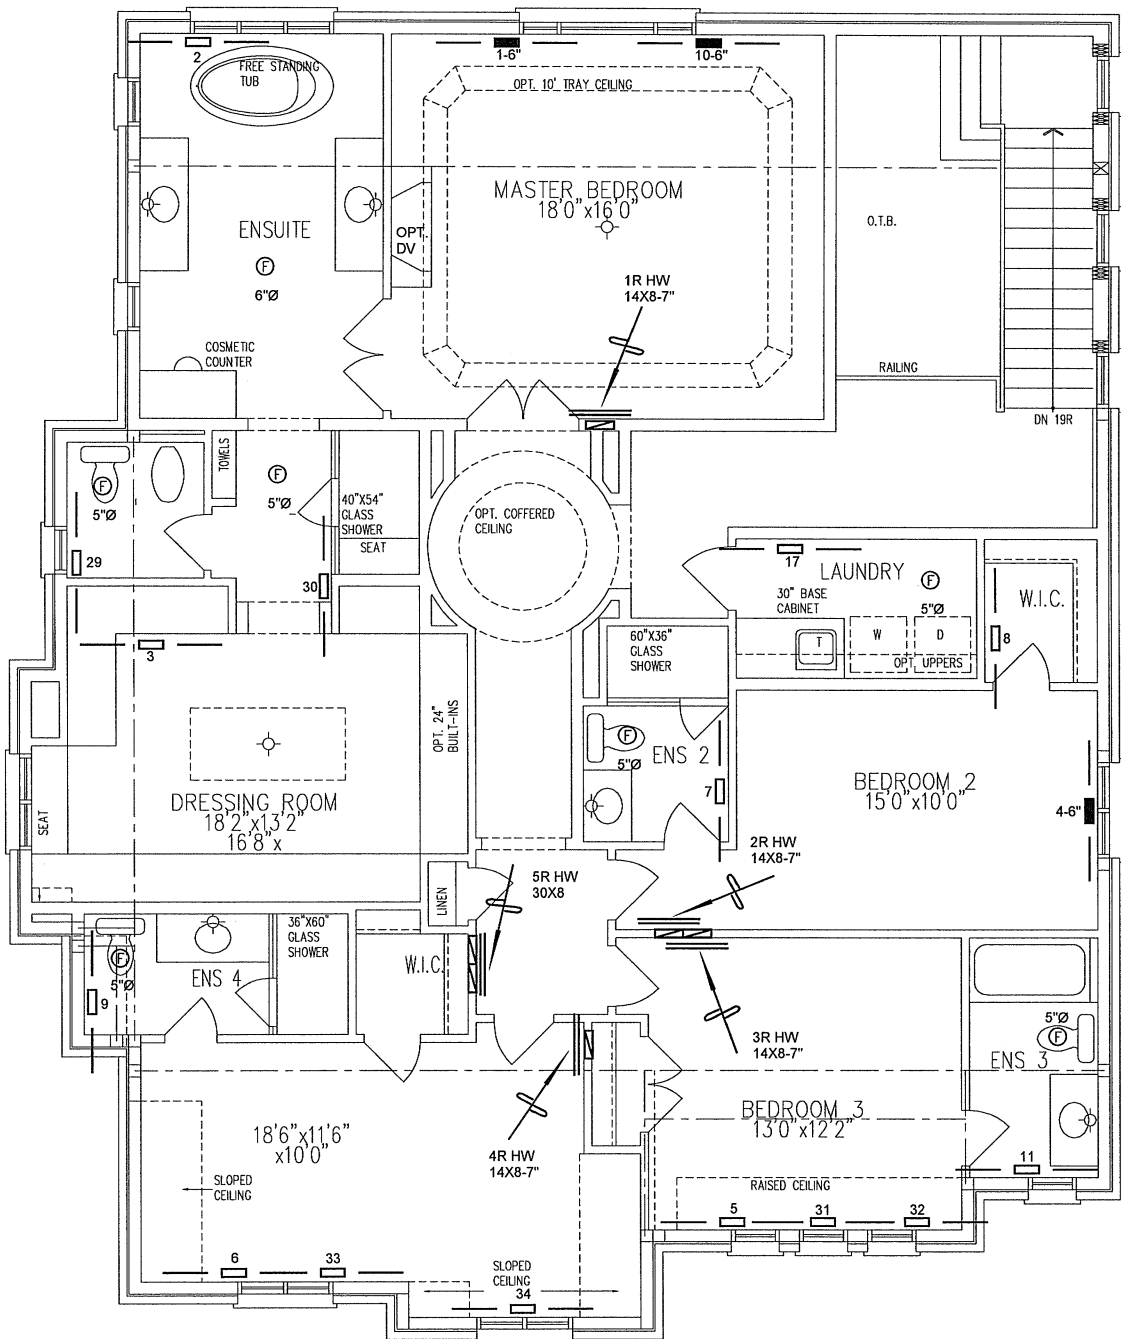 2
FREE STANDING
TUB
1-6"
10-6"
OPT. 10' TRAY CEILING
MASTER BEDROOM
18'0"x16'0"
ENSUITE
F
6"Ø
OPT.
DV
O.T.B.
1R HW
14X8-7"
COSMETIC
COUNTER
RAILING
DN 19R
TOWELS
F
5"Ø
F
5"Ø
40"X54"
GLASS
SHOWER
SEAT
OPT. COFFERED
CEILING
29
30
17
LAUNDRY
F
5"Ø
30" BASE
CABINET
W.I.C.
8
T
W
D
OPT. UPPERS
60"X36"
GLASS
SHOWER
3
OPT. 24"
BUILT-INS
F
5"Ø
ENS 2
7
DRESSING ROOM
18'2"x13'2"
16'8"x
SEAT
BEDROOM 2
15'0"x10'0"
4-6"
2R HW
14X8-7"
5R HW
30X8
LINEN
36"X60"
GLASS
SHOWER
W.I.C.
F
5"Ø
ENS 4
9
3R HW
14X8-7"
5"Ø
F
ENS 3
BEDROOM 3
13'0"x12'2"
18'6"x11'6"
x10'0"
4R HW
14X8-7"
SLOPED
CEILING
RAISED CEILING
11
5
31
32
6
33
SLOPED
CEILING
34